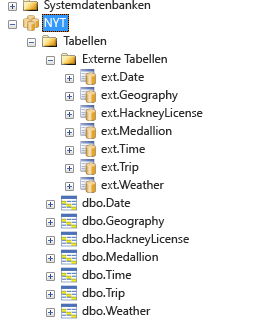 Systemdatenbanken
NYT
Tabellen
Externe Tabellen
ext.Date
ext.Geography
ext.HackneyLicense
ext.Medallion
ext.Time
ext.Trip
ext.Weather
dbo.Date
dbo.Geography
dbo.HackneyLicense
dbo.Medallion
dbo.Time
dbo.Trip
dbo.Weather